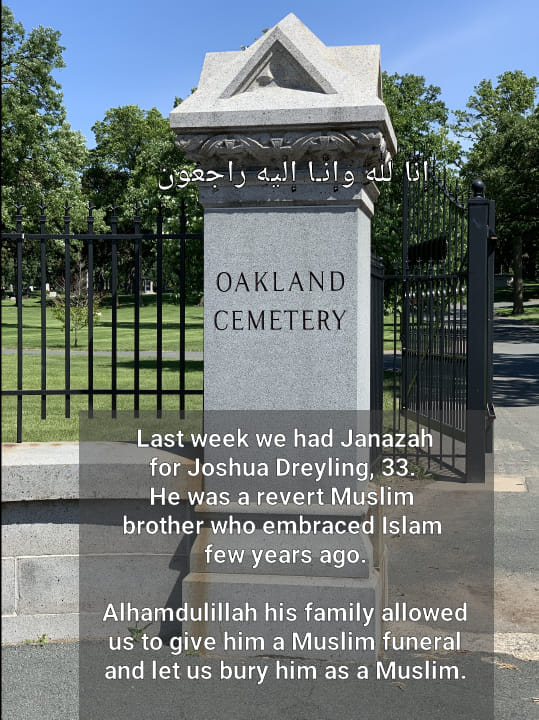 انا لله وانا اليه راجعون
OAKLAND
CEMETERY
Last week we had Janazah
for Joshua Dreyling, 33.
He was a revert Muslim
brother who embraced Islam
few years ago.
Alhamdulillah his family allowed
us to give him a Muslim funeral
and let us bury him as a Muslim.